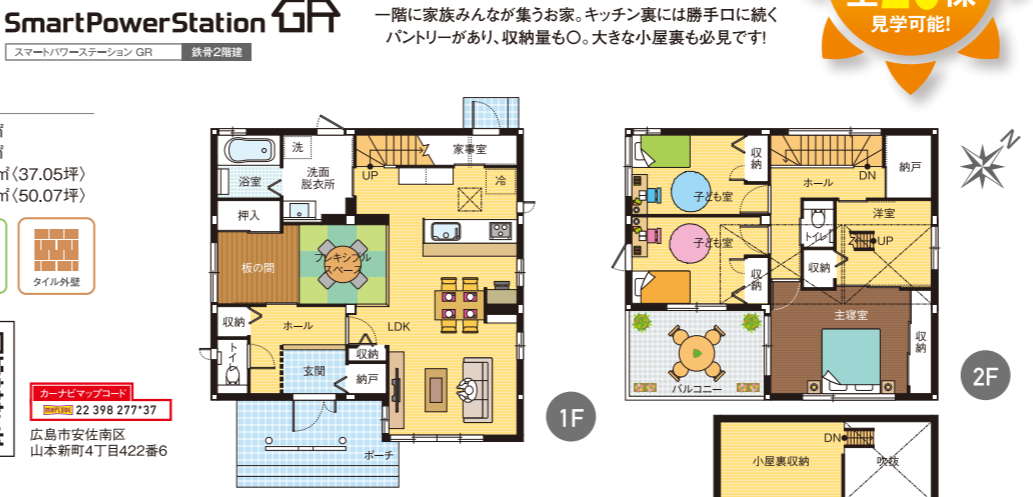 SmartPowerStation GR
スマートパワーステーション GR
鉄骨2階建
一階に家族みんなが集うお家。キッチン裏には勝手口に続く
パントリーがあり、収納量も〇。大きな小屋裏も必見です!
見学可能!
㎡〈37.05坪〉
㎡〈50.07坪〉
タイル外壁
カーナビマップコード
22 398 277*37
広島市安佐南区
山本新町4丁目422番6
浴室
洗
洗面
脱衣所
UP
家事室
冷
押入
板の間
フレキシブル
スペース
収納
ホール
LDK
トイレ
玄関
収納
納戸
ポーチ
1F
子ども室
収納
ホール
DN
納戸
子ども室
トイレ
洋室
UP
収納
収納
主寝室
収納
バルコニー
2F
小屋裏収納
DN
吹抜
N